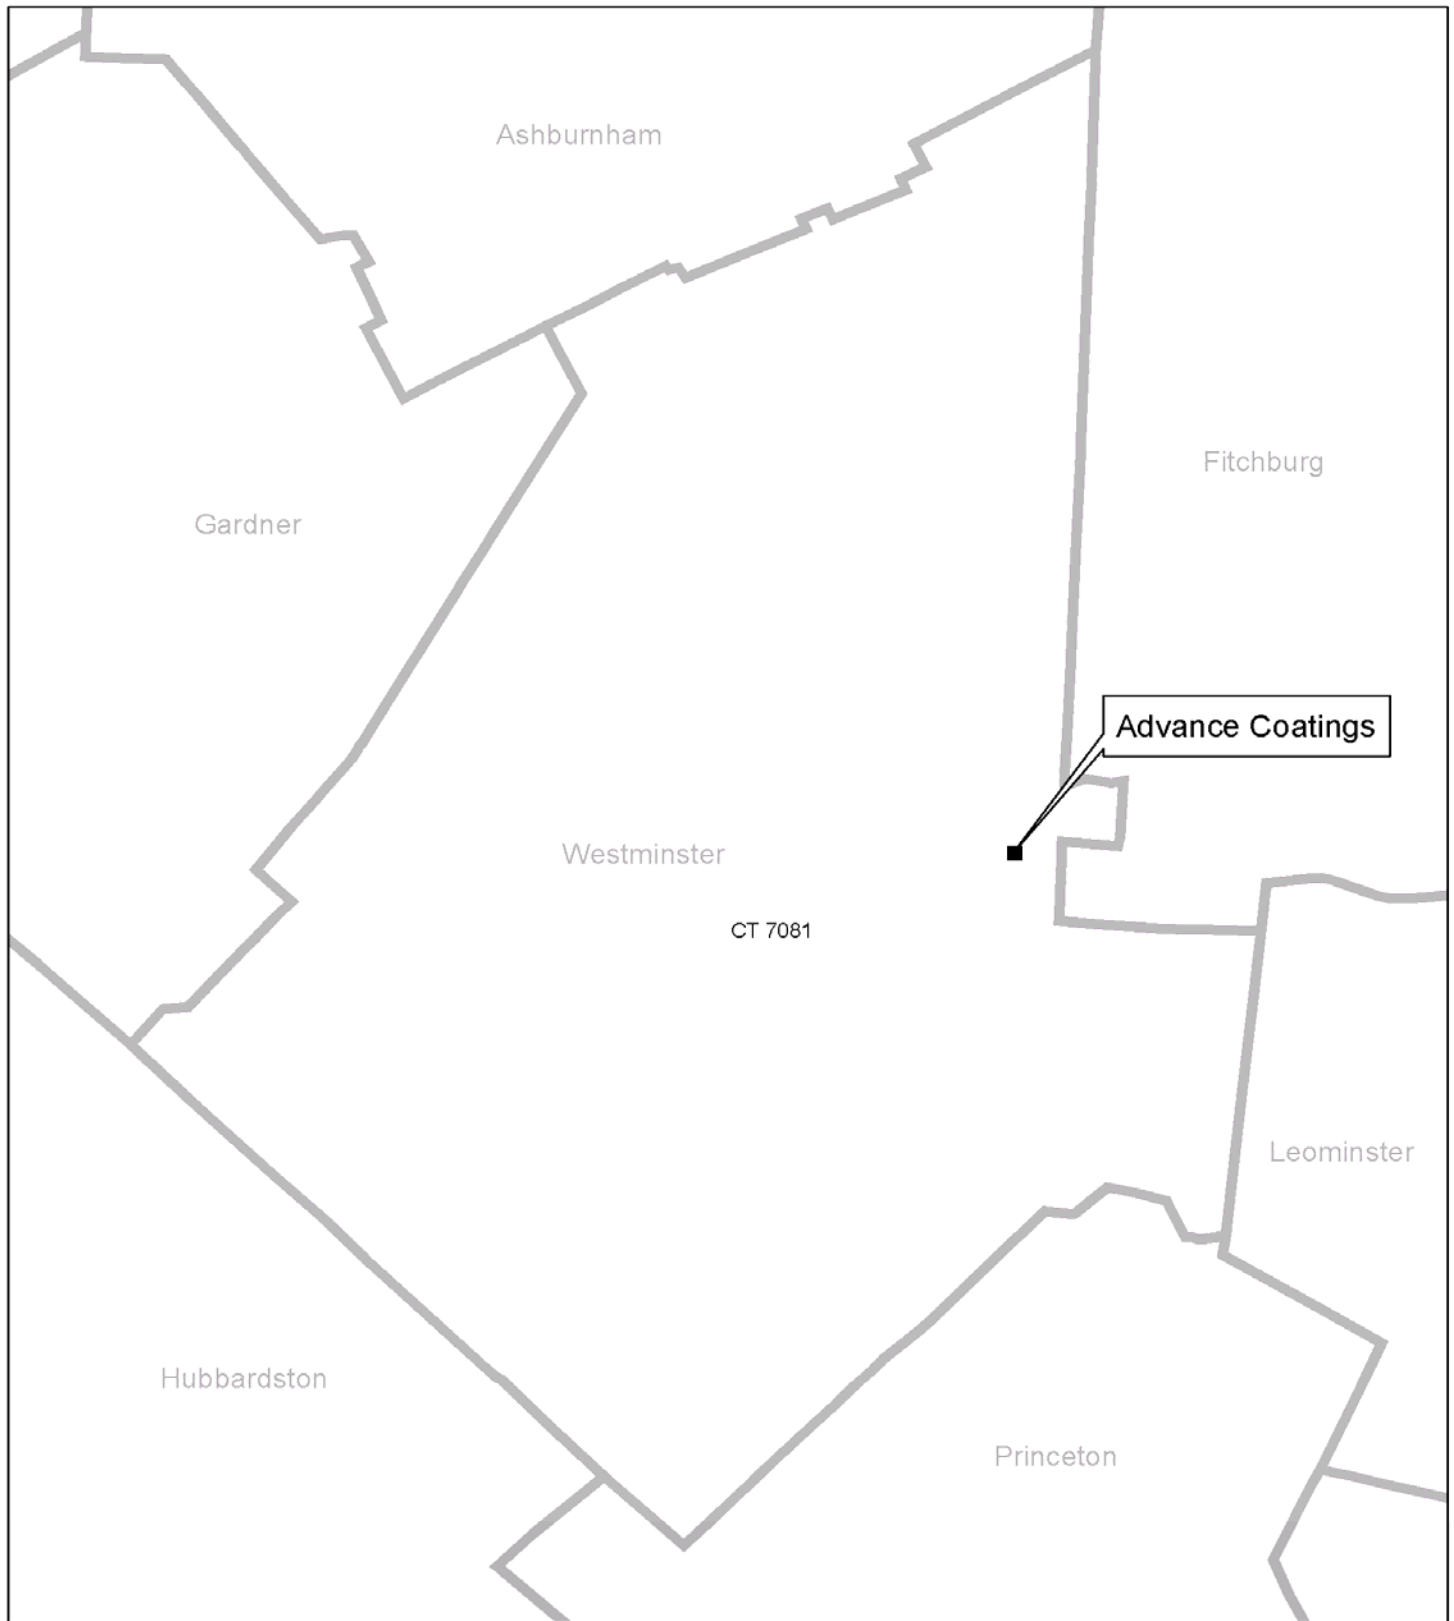 Ashburnham
Fitchburg
Gardner
Advance Coatings
Westminster
CT 7081
Leominster
Hubbardston
Princeton